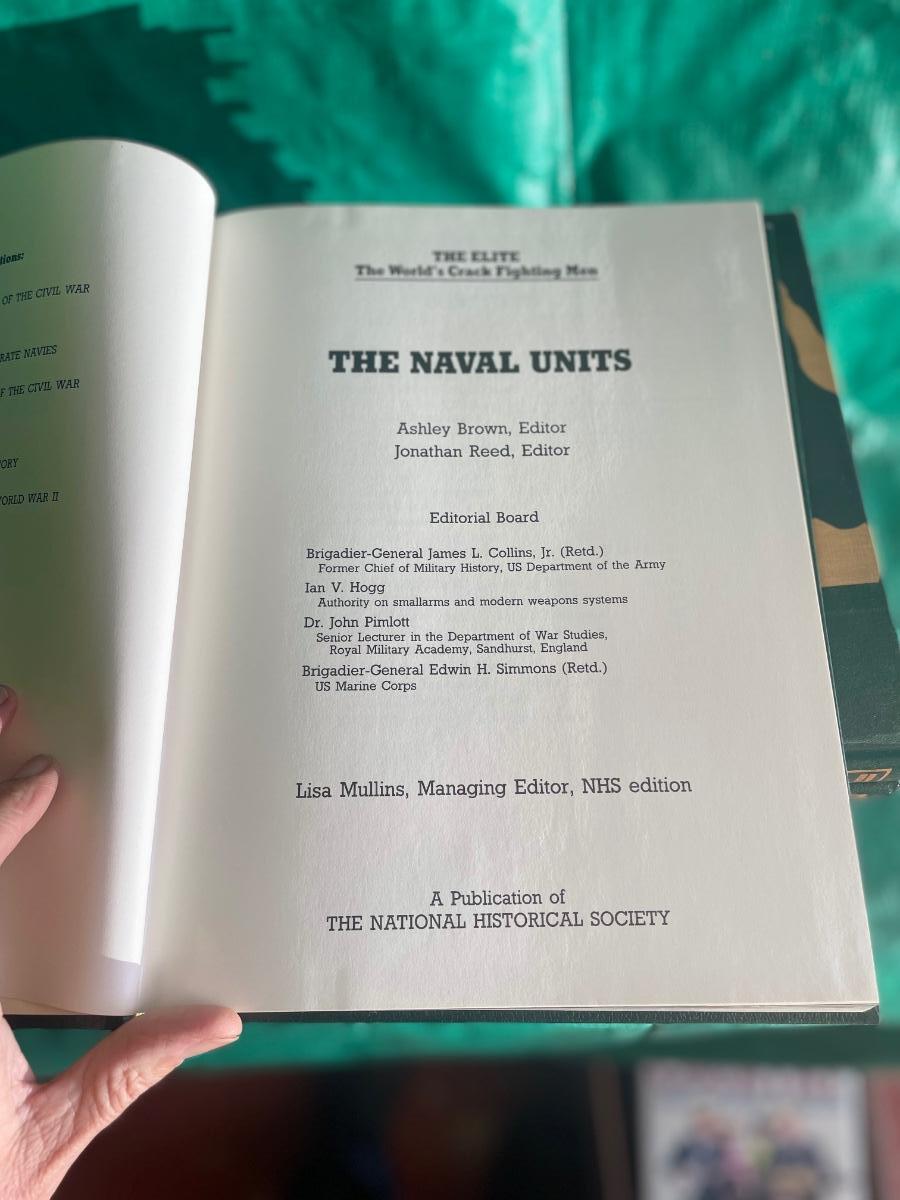 tions:
OF THE CIVIL WAR
RATE NAVIES
F THE CIVIL WAR
ORY
ORLD WAR II
THE ELITE
The World's Crack Fighting Men
THE NAVAL UNITS
Ashley Brown, Editor
Jonathan Reed, Editor
Editorial Board
Brigadier-General James L. Collins, Jr. (Retd.)
Former Chief of Military History, US Department of the Army
Ian V. Hogg
Authority on smallarms and modern weapons systems
Dr. John Pimlott
Senior Lecturer in the Department of War Studies,
Royal Military Academy, Sandhurst, England
Brigadier-General Edwin H. Simmons (Retd.)
US Marine Corps
Lisa Mullins, Managing Editor, NHS edition
A Publication of
THE NATIONAL HISTORICAL SOCIETY